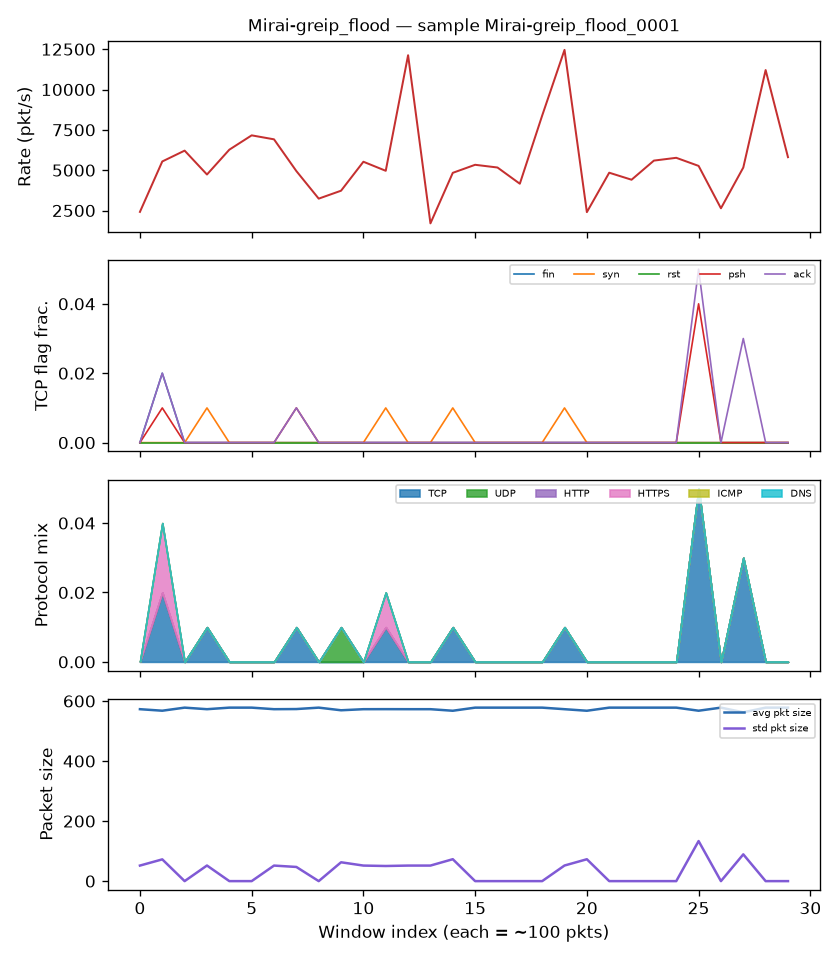 Mirai-greip_flood — sample Mirai-greip_flood_0001
12500
10000
7500
5000
2500
Rate (pkt/s)
fin syn rst psh ack
0.04
0.02
0.00
TCP flag frac.
TCP UDP HTTP HTTPS ICMP DNS
0.04
0.02
0.00
Protocol mix
600
400
200
0
Packet size
avg pkt size
std pkt size
0 5 10 15 20 25 30
Window index (each = ~100 pkts)